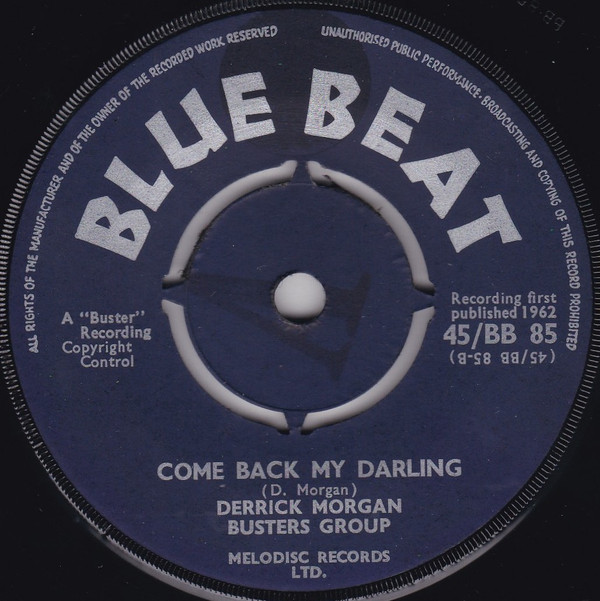 ALL RIGHTS OF THE MANUFACTURER AND OF THE OWNER OF THE RECORDED WORK RESERVED
UNAUTHORISED PUBLIC PERFORMANCE·BROADCASTING AND COPYING OF THIS RECORD PROHIBITED
BLUE BEAT
A "Buster"
Recording
Copyright
Control
Recording first
published 1962
45/BB 85
(45/BB 85-B)
COME BACK MY DARLING
(D. Morgan)
DERRICK MORGAN
BUSTERS GROUP
MELODISC RECORDS
LTD.